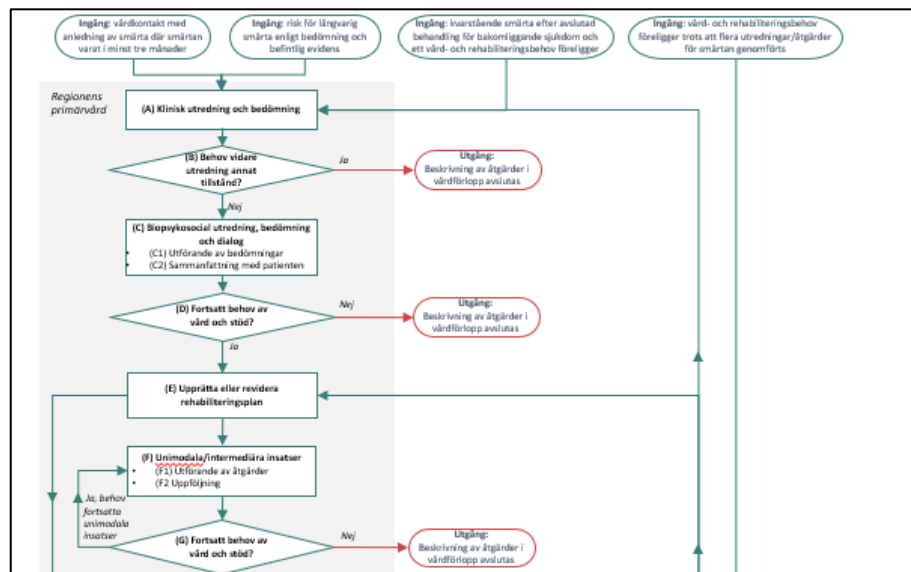 Ingång: vårdkontakt med
anledning av smärta där smärtan
varat i minst tre månader
Ingång: risk för långvarig
smärta enligt bedömning och
befintlig evidens
Ingång: kvarstående smärta efter avslutad
behandling för bakomliggande sjukdom och
ett vård- och rehabiliteringsbehov föreligger
Ingång: vård- och rehabiliteringsbehov
föreligger trots att flera utredningar/åtgärder
för smärtan genomförts
Regionens
primärvård
(A) Klinisk utredning och bedömning
(B) Behov vidare
utredning annat
tillstånd?
Ja
Utgång:
Beskrivning av åtgärder i
vårdförlopp avslutas
Nej
(C) Biopsykosocial utredning, bedömning
och dialog
• (C1) Utförande av bedömningar
• (C2) Sammanfattning med patienten
(D) Fortsatt behov av
vård och stöd?
Nej
Utgång:
Beskrivning av åtgärder i
vårdförlopp avslutas
Ja
(E) Upprätta eller revidera
rehabiliteringsplan
(F) Unimodala/intermediära insatser
• (F1) Utförande av åtgärder
• (F2 Uppföljning
Ja, behov
fortsatta
unimodala
insatser
(G) Fortsatt behov av
vård och stöd?
Nej
Utgång:
Beskrivning av åtgärder i
vårdförlopp avslutas